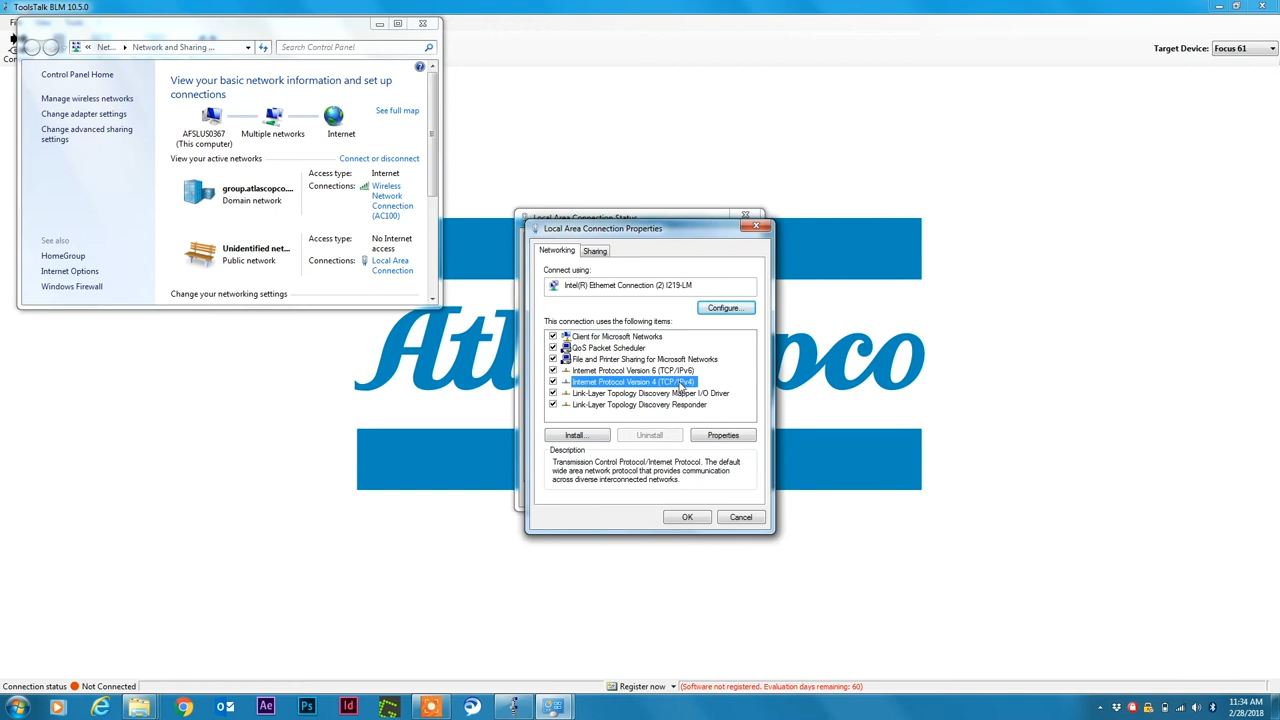 ToolsTalk BLM 10.5.0
Net...
Network and Sharing ...
Search Control Panel
Target Device:
Focus 61
Control Panel Home
Manage wireless networks
Change adapter settings
Change advanced sharing
settings
See also
HomeGroup
Internet Options
Windows Firewall
View your basic network information and set up
connections
See full map
AFSLUS0367
(This computer)
Multiple networks
Internet
View your active networks
Connect or disconnect
group.atlascopco....
Domain network
Access type:
Internet
Connections:
Wireless
Network
Connection
(AC100)
Unidentified net...
Public network
Access type:
No Internet
access
Connections:
Local Area
Connection
Change your networking settings
Local Area Connection Status
Local Area Connection Properties
Networking
Sharing
Connect using:
Intel(R) Ethernet Connection (2) I219-LM
Configure...
This connection uses the following items:
Client for Microsoft Networks
QoS Packet Scheduler
File and Printer Sharing for Microsoft Networks
Internet Protocol Version 6 (TCP/IPv6)
Internet Protocol Version 4 (TCP/IPv4)
Link-Layer Topology Discovery Mapper I/O Driver
Link-Layer Topology Discovery Responder
Install...
Uninstall
Properties
Description
Transmission Control Protocol/Internet Protocol. The default
wide area network protocol that provides communication
across diverse interconnected networks.
OK
Cancel
Connection status
Not Connected
Register now
(Software not registered. Evaluation days remaining: 60)
Ae
Ps
Id
11:34 AM
2/28/2018